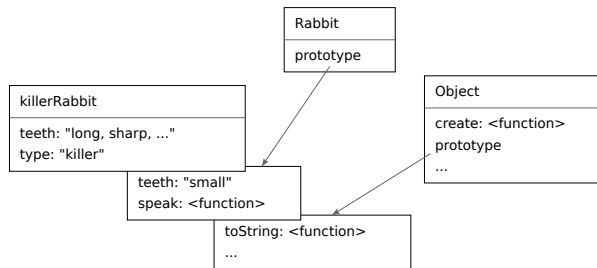 Rabbit
prototype
killerRabbit
teeth: "long, sharp, ..."
type: "killer"
Object
create: <function>
prototype
...
teeth: "small"
speak: <function>
toString: <function>
...